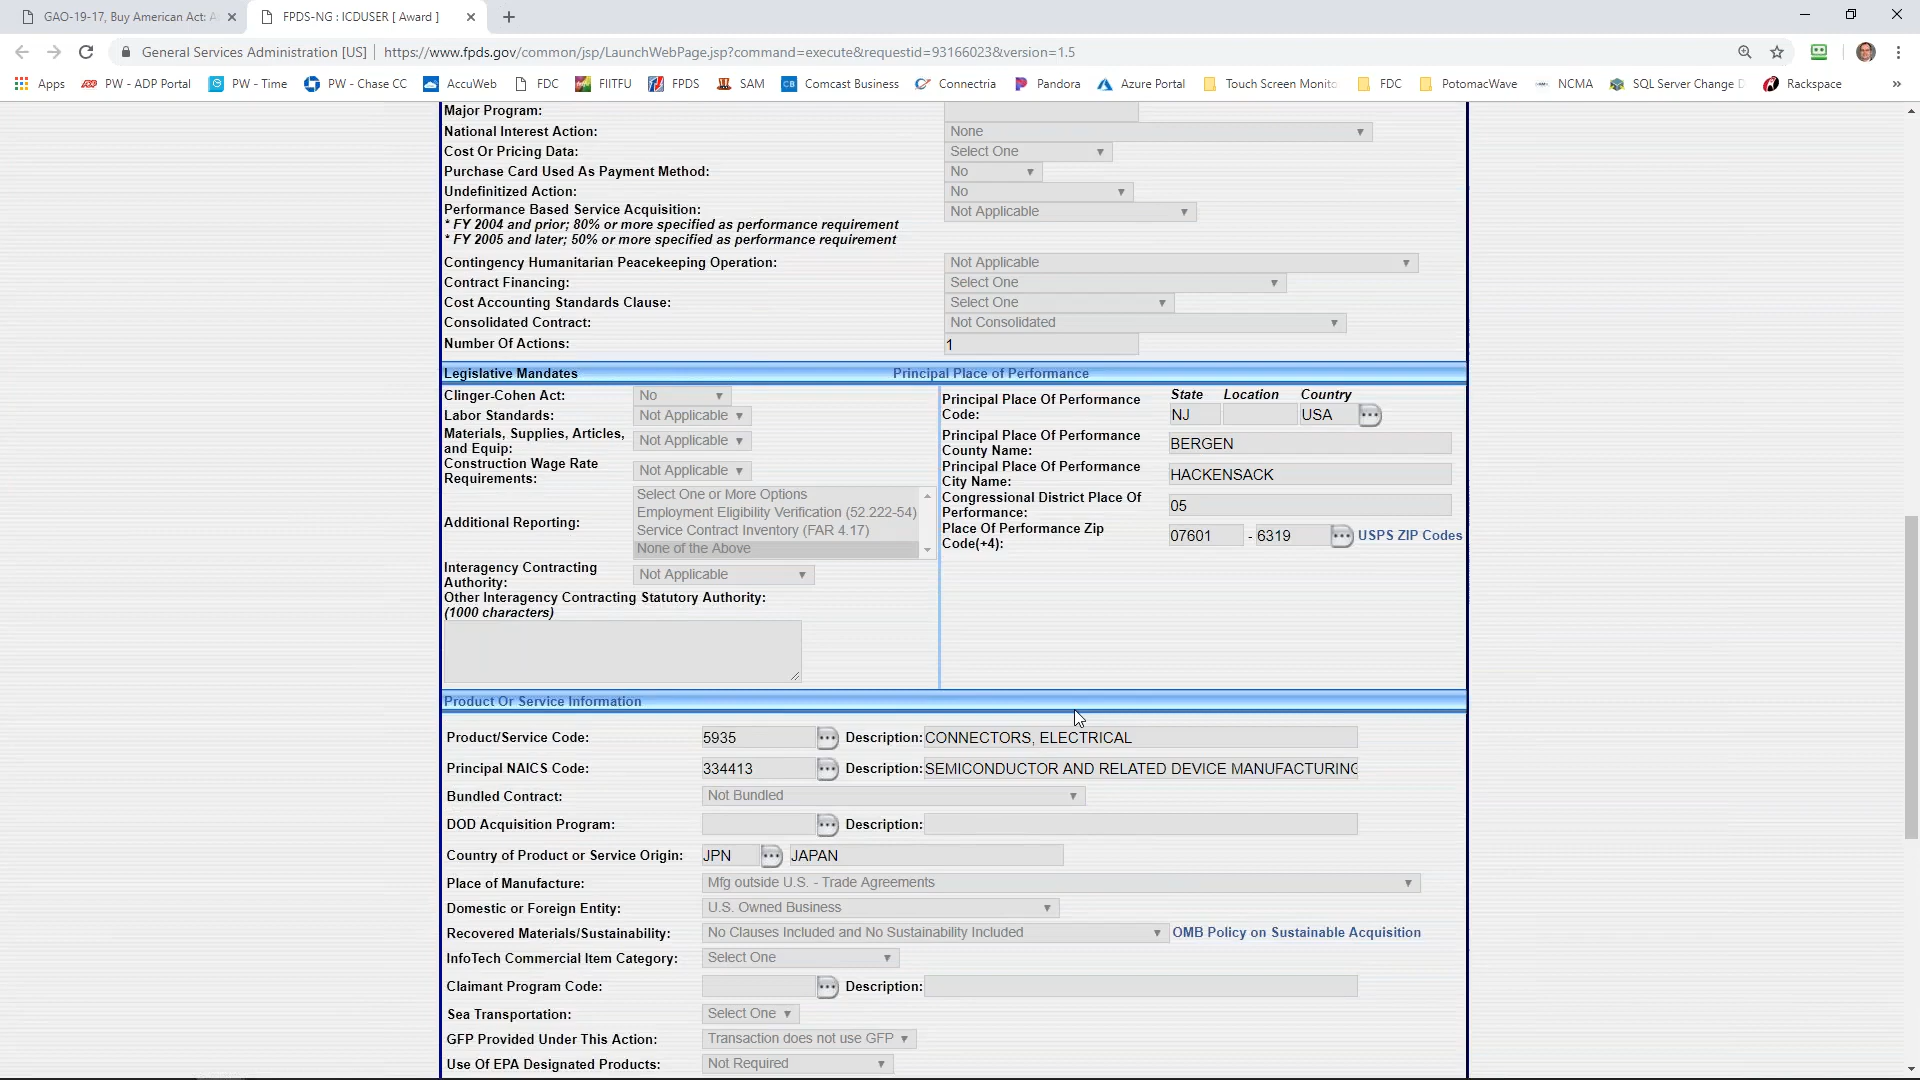 GAO-19-17, Buy American Act: A
FPDS-NG : ICDUSER [ Award ]
General Services Administration [US] | https://www.fpds.gov/common/jsp/LaunchWebPage.jsp?command=execute&requestid=93166023&version=1.5
Apps PW - ADP Portal PW - Time PW - Chase CC AccuWeb FDC FIITFU FPDS SAM Comcast Business Connectria Pandora Azure Portal Touch Screen Monito FDC PotomacWave NCMA SQL Server Change D Rackspace »
Major Program:
National Interest Action: None
Cost Or Pricing Data: Select One
Purchase Card Used As Payment Method: No
Undefinitized Action: No
Performance Based Service Acquisition: Not Applicable
* FY 2004 and prior; 80% or more specified as performance requirement
* FY 2005 and later; 50% or more specified as performance requirement
Contingency Humanitarian Peacekeeping Operation: Not Applicable
Contract Financing: Select One
Cost Accounting Standards Clause: Select One
Consolidated Contract: Not Consolidated
Number Of Actions: 1
Legislative Mandates
Clinger-Cohen Act: No
Labor Standards: Not Applicable
Materials, Supplies, Articles,
and Equip: Not Applicable
Construction Wage Rate
Requirements: Not Applicable
Additional Reporting:
Select One or More Options
Employment Eligibility Verification (52.222-54)
Service Contract Inventory (FAR 4.17)
None of the Above
Interagency Contracting
Authority: Not Applicable
Other Interagency Contracting Statutory Authority:
(1000 characters)
Principal Place of Performance
State Location Country
Principal Place Of Performance
Code: NJ USA
Principal Place Of Performance
County Name: BERGEN
Principal Place Of Performance
City Name: HACKENSACK
Congressional District Place Of
Performance: 05
Place Of Performance Zip
Code(+4): 07601 - 6319 USPS ZIP Codes
Product Or Service Information
Product/Service Code: 5935 Description: CONNECTORS, ELECTRICAL
Principal NAICS Code: 334413 Description: SEMICONDUCTOR AND RELATED DEVICE MANUFACTURING
Bundled Contract: Not Bundled
DOD Acquisition Program: Description:
Country of Product or Service Origin: JPN JAPAN
Place of Manufacture: Mfg outside U.S. - Trade Agreements
Domestic or Foreign Entity: U.S. Owned Business
Recovered Materials/Sustainability: No Clauses Included and No Sustainability Included OMB Policy on Sustainable Acquisition
InfoTech Commercial Item Category: Select One
Claimant Program Code: Description:
Sea Transportation: Select One
GFP Provided Under This Action: Transaction does not use GFP
Use Of EPA Designated Products: Not Required